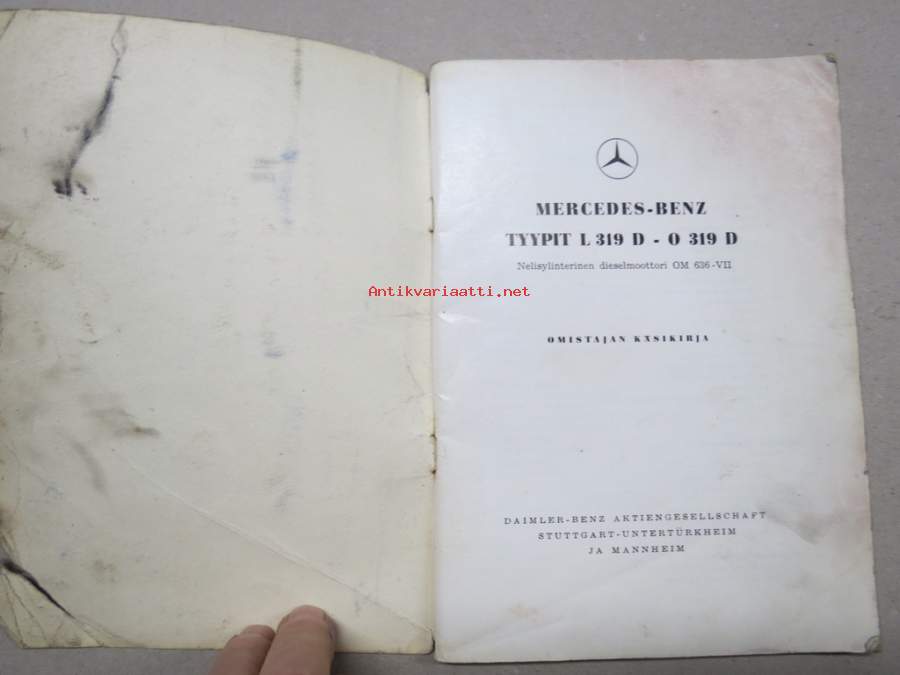 MERCEDES-BENZ
TYYPIT L 319 D - O 319 D
Nelisylinterinen dieselmoottori OM 636-VII
Antikvariaatti.net
OMISTAJAN KXSIKIRJA
DAIMLER-BENZ AKTIENGESELLSCHAFT
STUTTGART-UNTERTÜRKHEIM
JA MANNHEIM